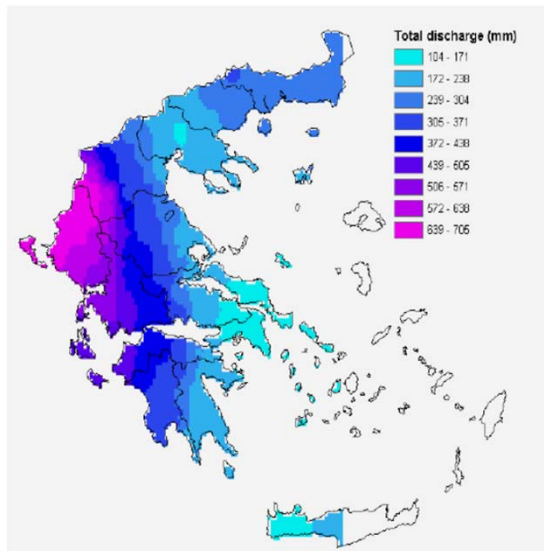 Total discharge (mm)
104 - 171
172 - 238
239 - 304
305 - 371
372 - 438
439 - 605
506 - 571
572 - 638
639 - 705